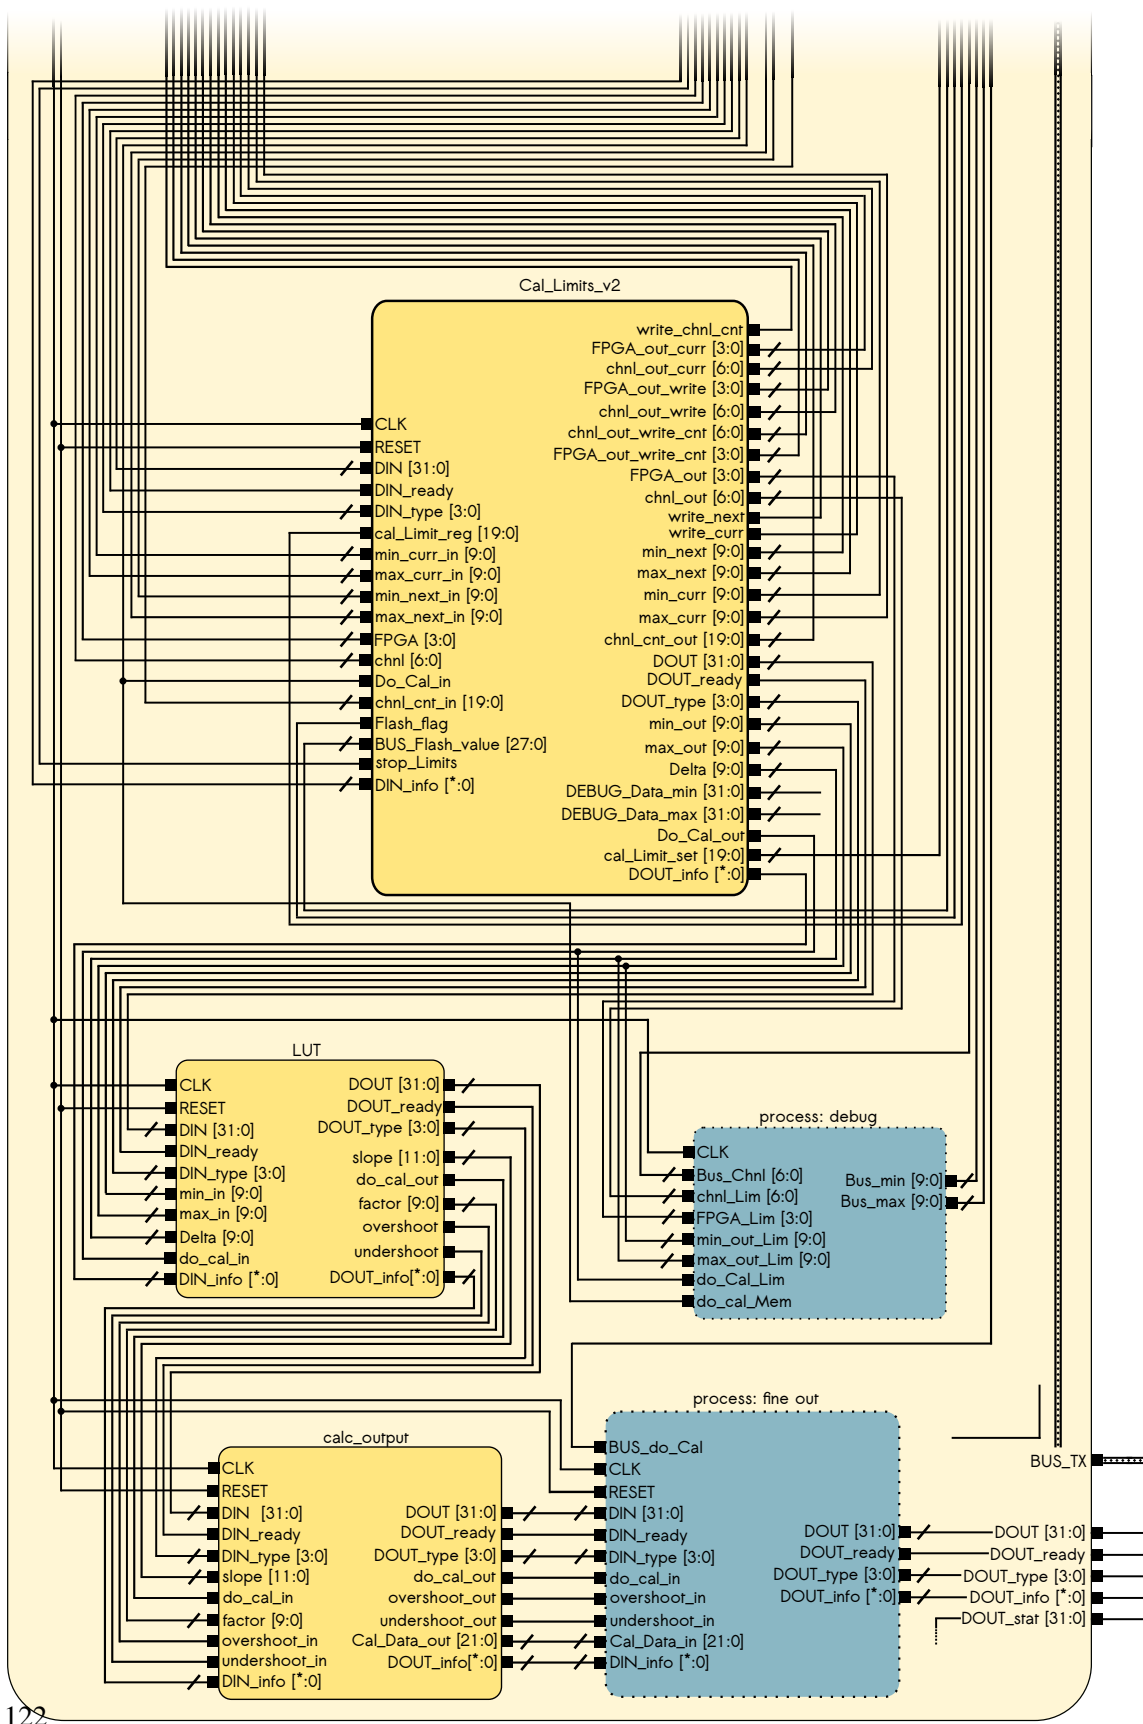 Cal_Limits_v2
CLK
RESET
DIN [31:0]
DIN_ready
DIN_type [3:0]
cal_Limit_reg [19:0]
min_curr_in [9:0]
max_curr_in [9:0]
min_next_in [9:0]
max_next_in [9:0]
FPGA [3:0]
chnl [6:0]
Do_Cal_in
chnl_cnt_in [19:0]
Flash_flag
BUS_Flash_value [27:0]
stop_Limits
DIN_info [*:0]
write_chnl_cnt
FPGA_out_curr [3:0]
chnl_out_curr [6:0]
FPGA_out_write [3:0]
chnl_out_write [6:0]
chnl_out_write_cnt [6:0]
FPGA_out_write_cnt [3:0]
FPGA_out [3:0]
chnl_out [6:0]
write_next
write_curr
min_next [9:0]
max_next [9:0]
min_curr [9:0]
max_curr [9:0]
chnl_cnt_out [19:0]
DOUT [31:0]
DOUT_ready
DOUT_type [3:0]
min_out [9:0]
max_out [9:0]
Delta [9:0]
DEBUG_Data_min [31:0]
DEBUG_Data_max [31:0]
Do_Cal_out
cal_Limit_set [19:0]
DOUT_info [*:0]
LUT
CLK
RESET
DIN [31:0]
DIN_ready
DIN_type [3:0]
min_in [9:0]
max_in [9:0]
Delta [9:0]
do_cal_in
DIN_info [*:0]
DOUT [31:0]
DOUT_ready
DOUT_type [3:0]
slope [11:0]
do_cal_out
factor [9:0]
overshoot
undershoot
DOUT_info[*:0]
process: debug
CLK
Bus_Chnl [6:0]
chnl_Lim [6:0]
FPGA_Lim [3:0]
min_out_Lim [9:0]
max_out_Lim [9:0]
do_Cal_Lim
do_cal_Mem
Bus_min [9:0]
Bus_max [9:0]
calc_output
CLK
RESET
DIN [31:0]
DIN_ready
DIN_type [3:0]
slope [11:0]
do_cal_in
factor [9:0]
overshoot_in
undershoot_in
DIN_info [*:0]
DOUT [31:0]
DOUT_ready
DOUT_type [3:0]
do_cal_out
overshoot_out
undershoot_out
Cal_Data_out [21:0]
DOUT_info[*:0]
process: fine out
BUS_do_Cal
CLK
RESET
DIN [31:0]
DIN_ready
DIN_type [3:0]
do_cal_in
overshoot_in
undershoot_in
Cal_Data_in [21:0]
DIN_info [*:0]
DOUT [31:0]
DOUT_ready
DOUT_type [3:0]
DOUT_info [*:0]
BUS_TX
DOUT [31:0]
DOUT_ready
DOUT_type [3:0]
DOUT_info [*:0]
DOUT_stat [31:0]
122